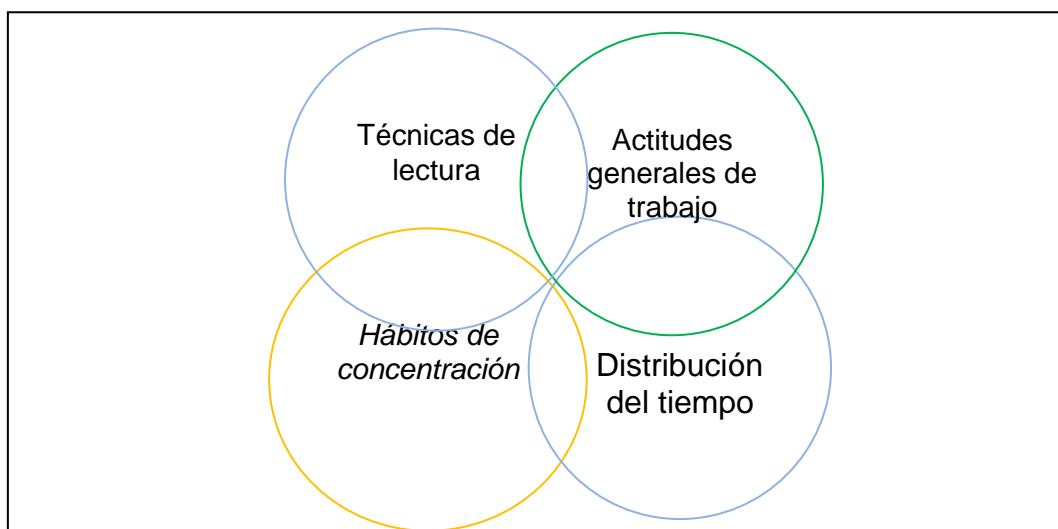 Técnicas de
lectura
Actitudes
generales de
trabajo
Hábitos de
concentración
Distribución
del tiempo